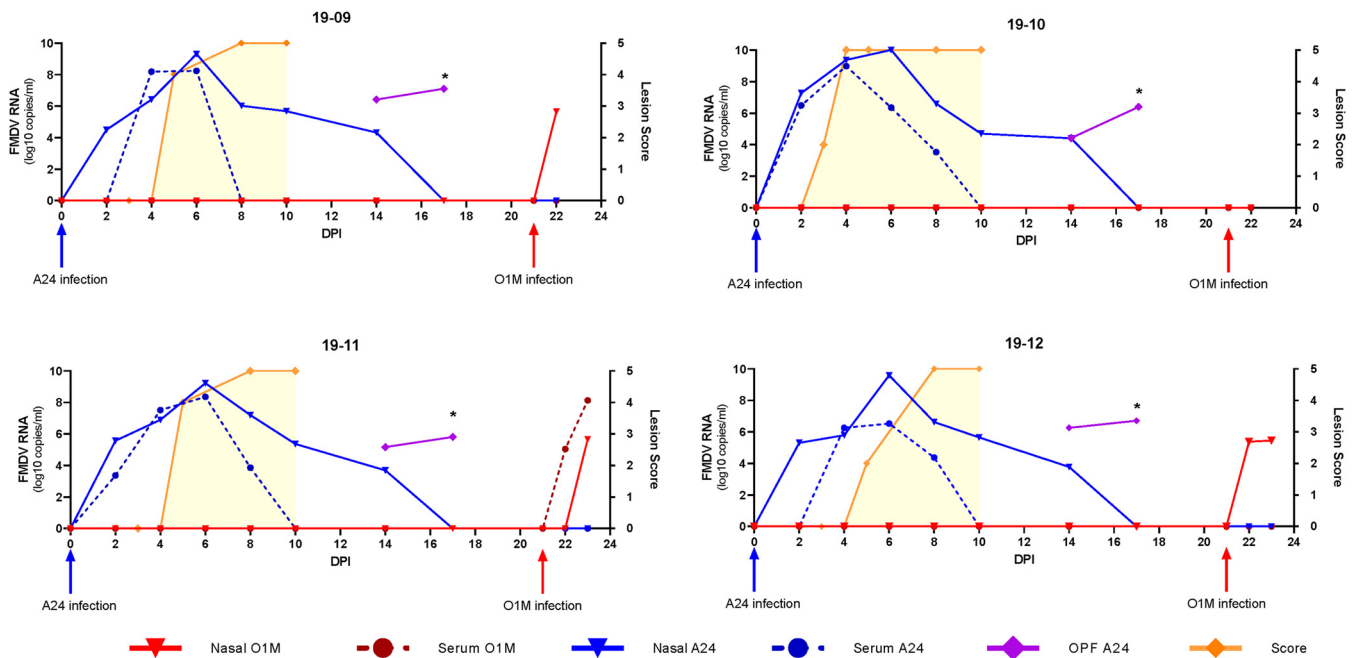 19-09
FMDV RNA
(log10 copies/ml)
10
8
6
4
2
0
5
4
3
2
1
0
Lesion Score
*
0 2 4 6 8 10 12 14 16 18 20 22 24
DPI
A24 infection
O1M infection
19-10
FMDV RNA
(log10 copies/ml)
10
8
6
4
2
0
5
4
3
2
1
0
Lesion Score
*
0 2 4 6 8 10 12 14 16 18 20 22 24
DPI
A24 infection
O1M infection
19-11
FMDV RNA
(log10 copies/ml)
10
8
6
4
2
0
5
4
3
2
1
0
Lesion Score
*
0 2 4 6 8 10 12 14 16 18 20 22 24
DPI
A24 infection
O1M infection
19-12
FMDV RNA
(log10 copies/ml)
10
8
6
4
2
0
5
4
3
2
1
0
Lesion Score
*
0 2 4 6 8 10 12 14 16 18 20 22 24
DPI
A24 infection
O1M infection
Nasal O1M Serum O1M Nasal A24 Serum A24 OPF A24 Score